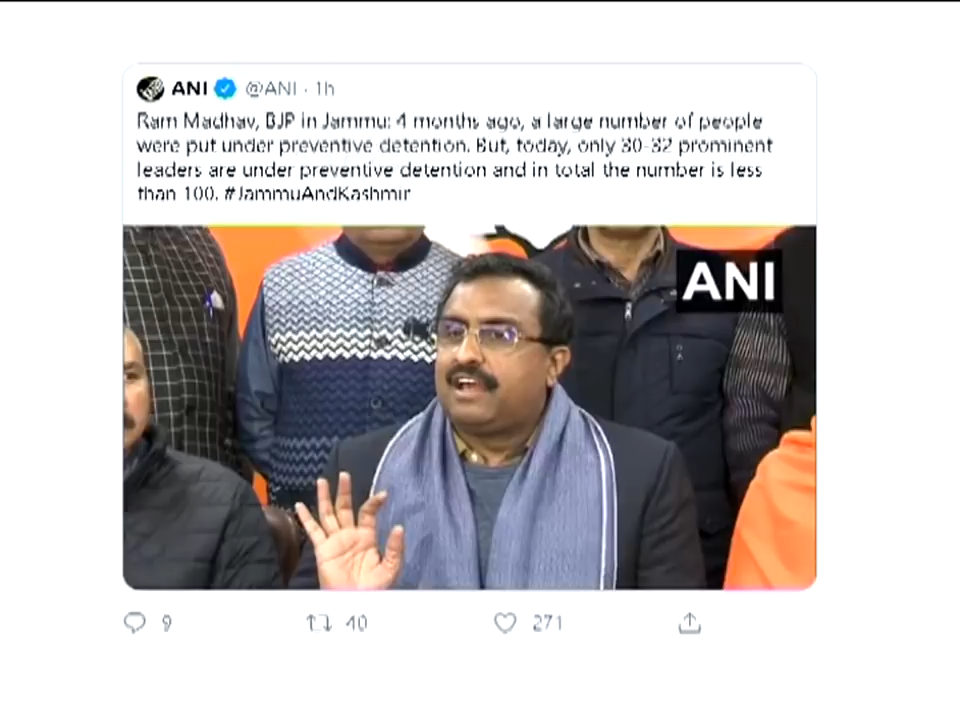 ANI @ANI · 1h
Ram Madhav, BJP in Jammu: 4 months ago, a large number of people
were put under preventive detention. But, today, only 30-32 prominent
leaders are under preventive detention and in total the number is less
than 100. #JammuAndKashmir
ANI
9 40 271